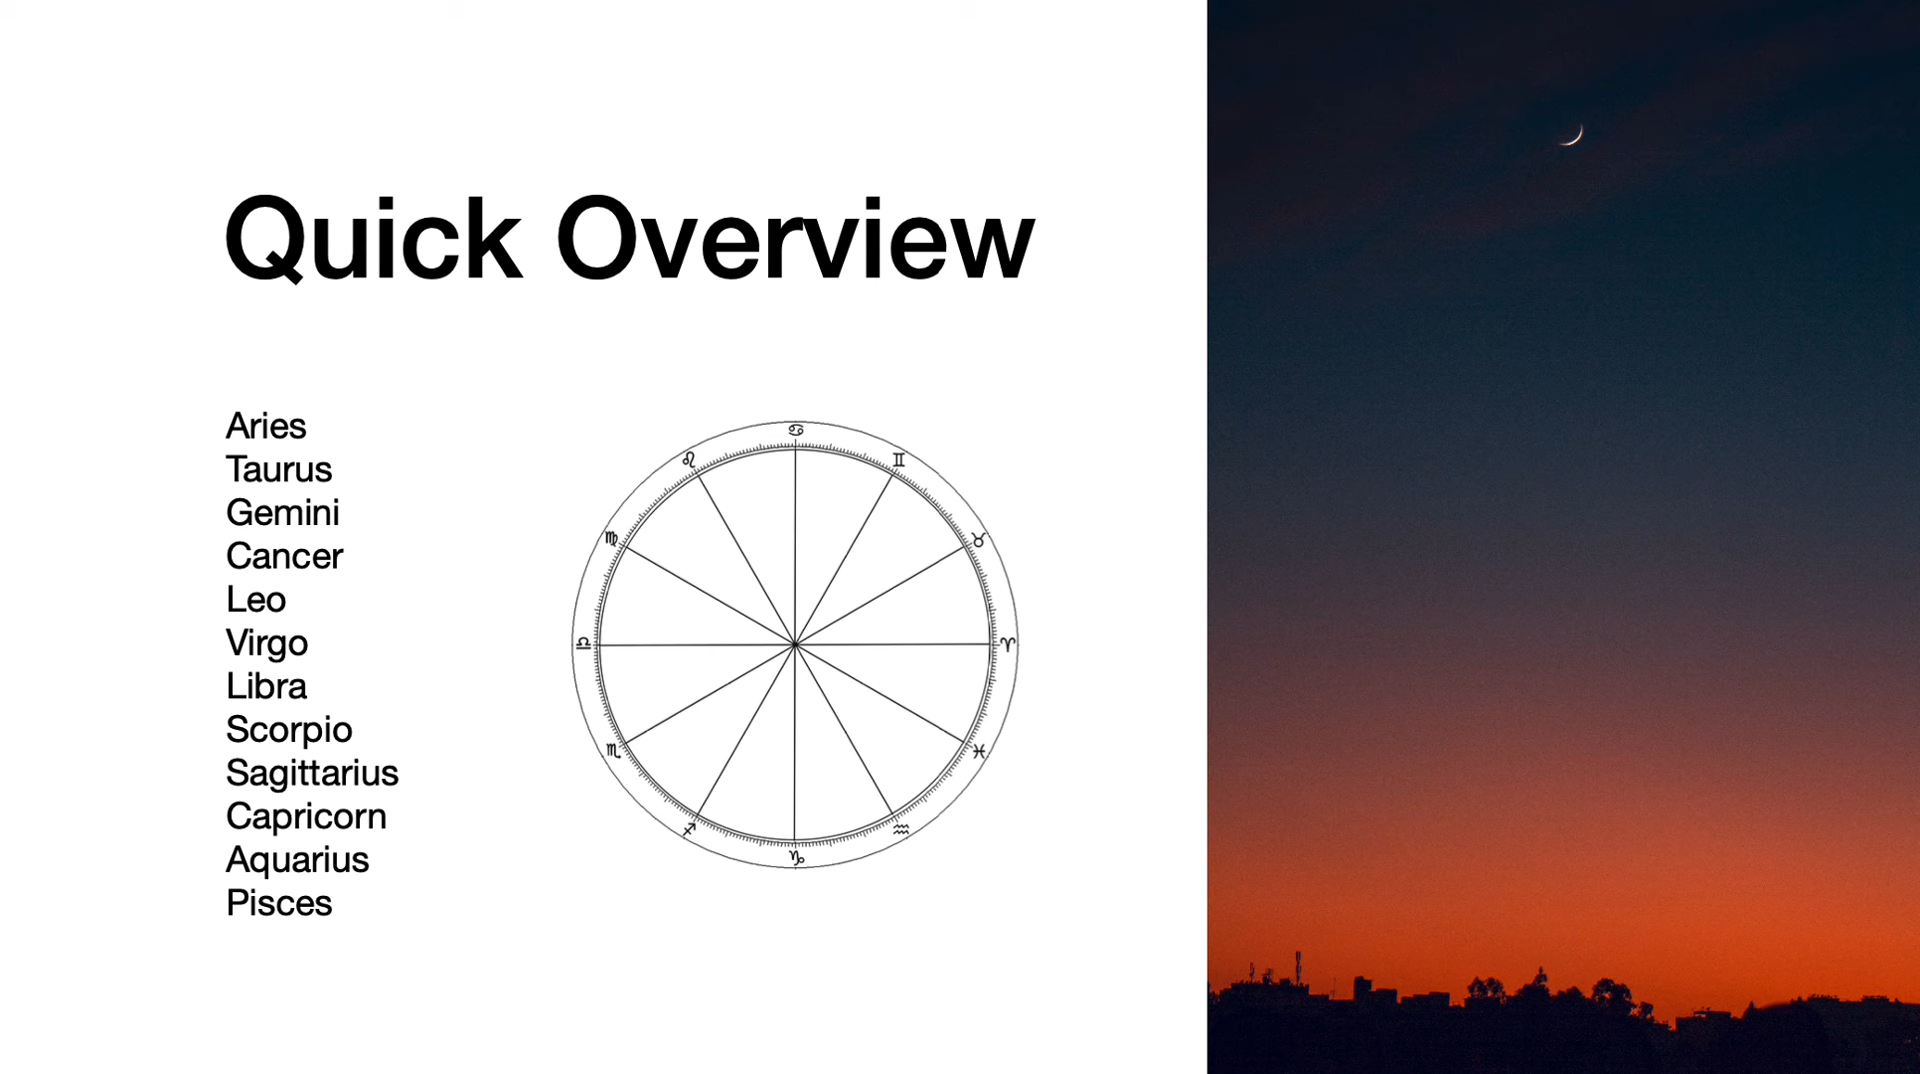 Quick Overview
Aries
Taurus
Gemini
Cancer
Leo
Virgo
Libra
Scorpio
Sagittarius
Capricorn
Aquarius
Pisces
♋
♌ ♊
♍ ♉
♎ ♈
♏ ♓
♐ ♒
♑